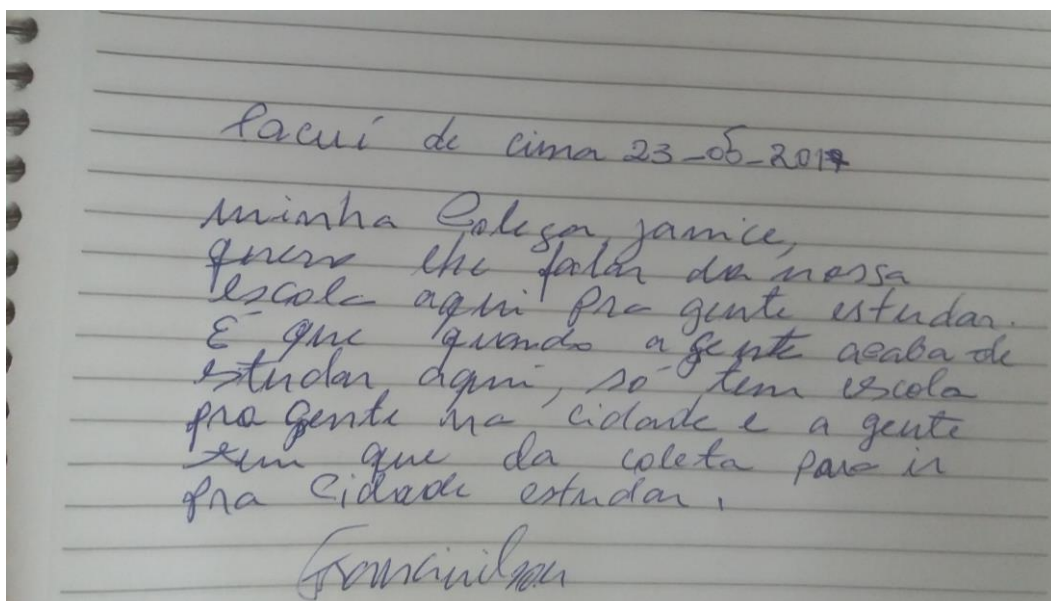 Pacuí de cima 23-05-2017
minha Colega, janice,
quero lhe falar da nossa
escola aqui pra gente estudar.
É que quando a gente acaba de
estudar aqui, só tem escola
pra gente na cidade e a gente
tem que da coleta para ir
pra Cidade estudar.
Francinilson